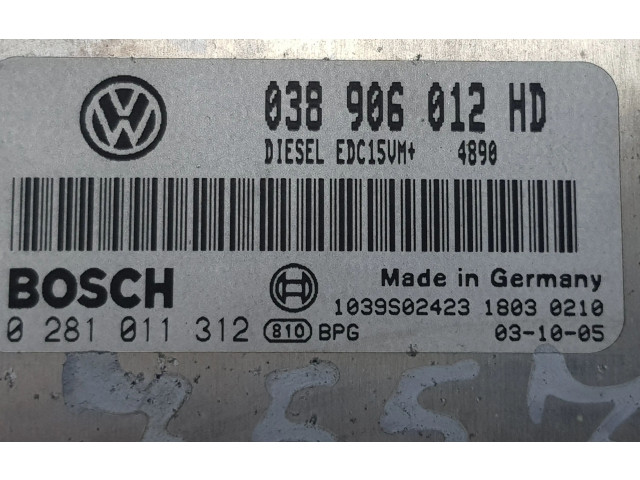 038 906 012 HD
DIESEL EDC15VM+ 4890
BOSCH
Made in Germany
1039S02423 1803 0210
0 281 011 312 810 BPG 03-10-05